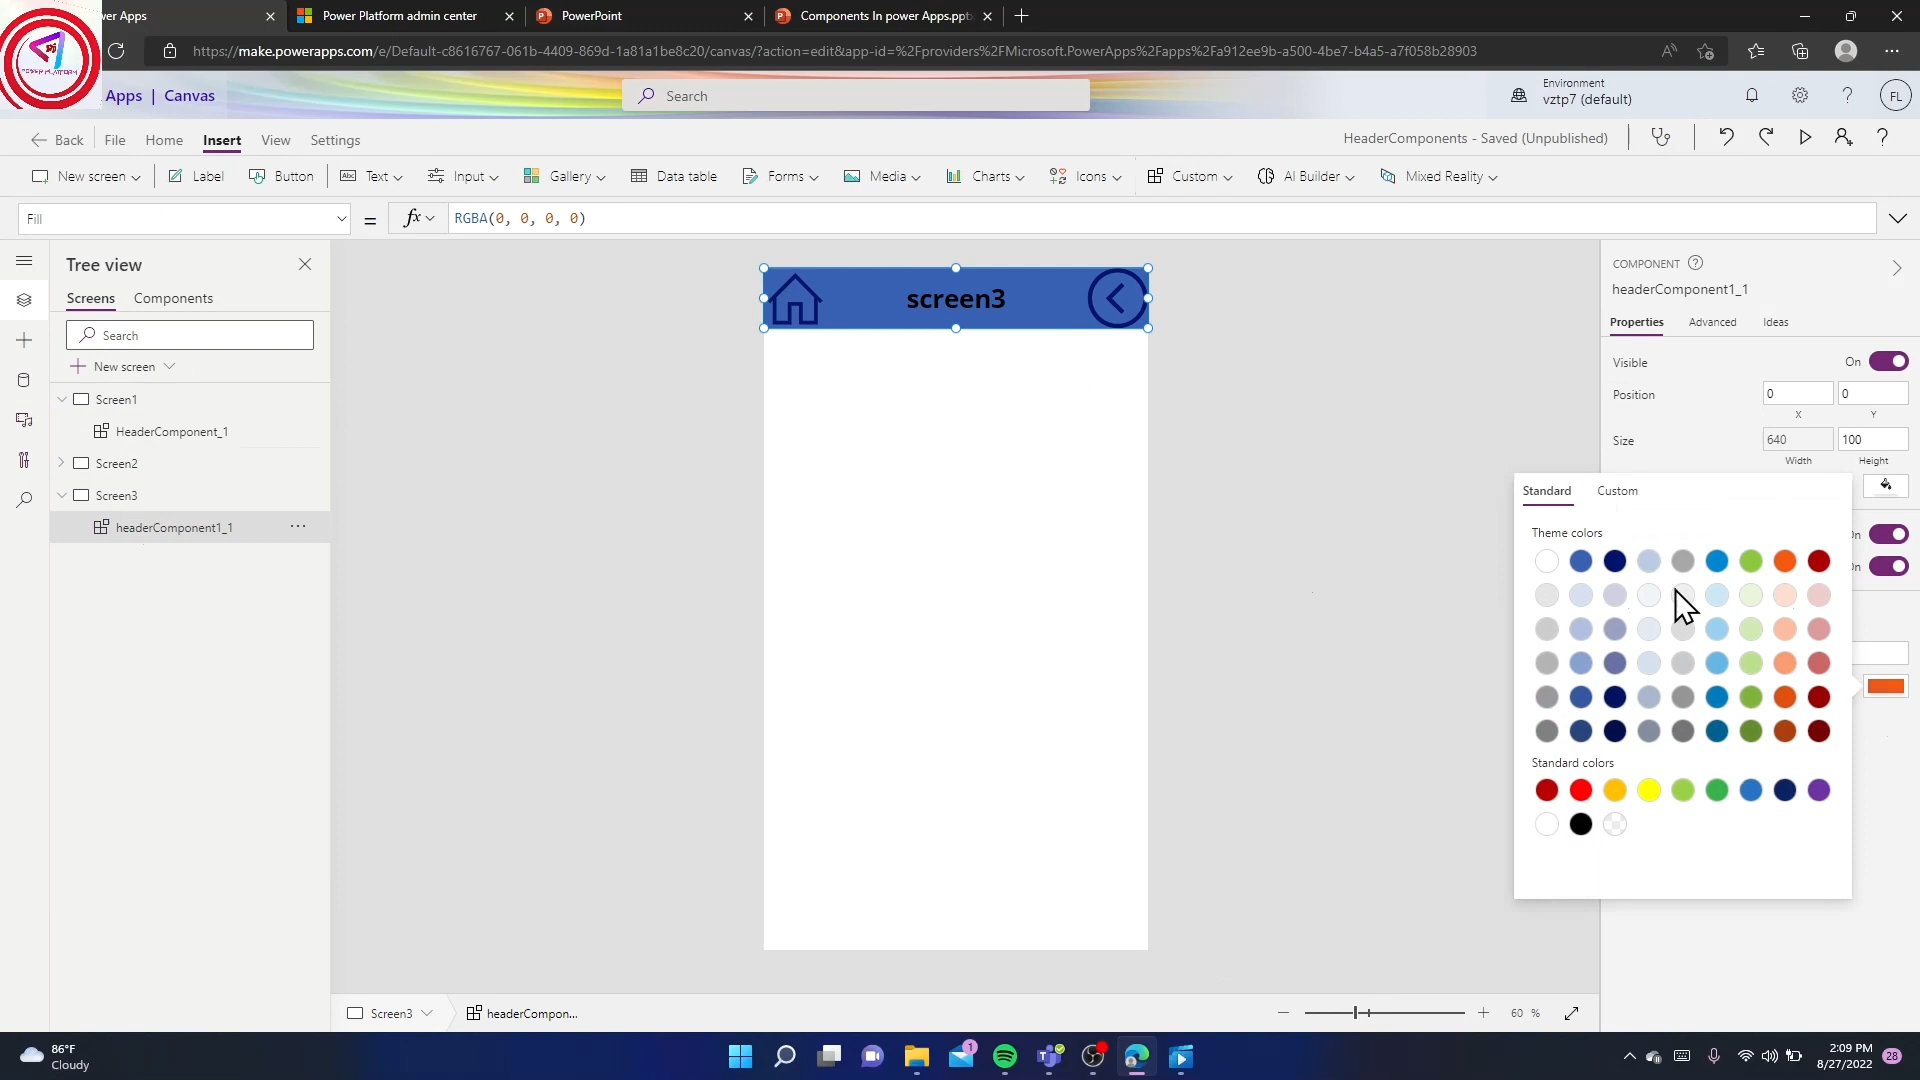 wer Apps
Power Platform admin center
PowerPoint
Components In power Apps.ppt
POWER PLATFORM
https://make.powerapps.com/e/Default-c8616767-061b-4409-869d-1a81a1be8c20/canvas/?action=edit&app-id=%2Fproviders%2FMicrosoft.PowerApps%2Fapps%2Fa912ee9b-a500-4be7-b4a5-a7f058b28903
Apps | Canvas
Search
Environment
vztp7 (default)
FL
Back
File
Home
Insert
View
Settings
HeaderComponents - Saved (Unpublished)
New screen
Label
Button
Text
Input
Gallery
Data table
Forms
Media
Charts
Icons
Custom
AI Builder
Mixed Reality
Fill
=
fx
RGBA(0, 0, 0, 0)
Tree view
Screens
Components
Search
New screen
Screen1
HeaderComponent_1
Screen2
Screen3
headerComponent1_1
screen3
COMPONENT
headerComponent1_1
Properties
Advanced
Ideas
Visible
On
Position
0
0
X
Y
Size
640
100
Width
Height
Standard
Custom
Theme colors
Standard colors
Screen3
headerCompon...
60 %
86°F
Cloudy
1
2:09 PM
8/27/2022
28